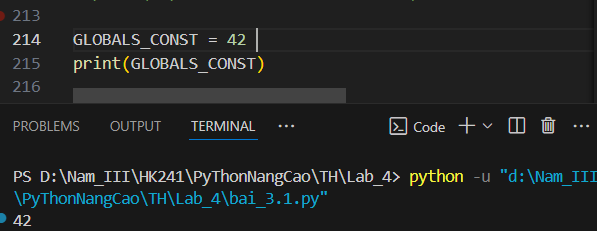 213
214 GLOBALS_CONST = 42
215 print(GLOBALS_CONST)
216
PROBLEMS OUTPUT TERMINAL ··· Code
PS D:\Nam_III\HK241\PyThonNangCao\TH\Lab_4> python -u "d:\Nam_III
\PyThonNangCao\TH\Lab_4\bai_3.1.py"
42